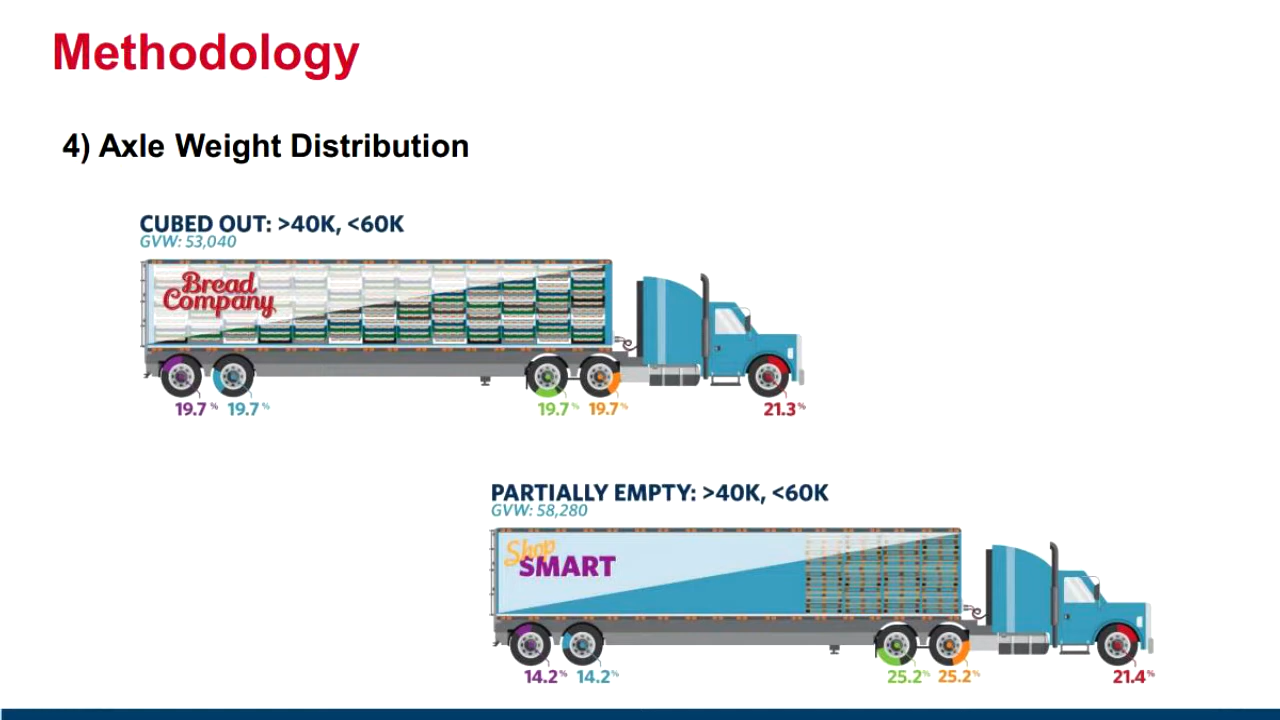 Methodology
4) Axle Weight Distribution
CUBED OUT: >40K, <60K
GVW: 53,040
Bread
Company
19.7% 19.7% 19.7% 19.7% 21.3%
PARTIALLY EMPTY: >40K, <60K
GVW: 58,280
Shop
SMART
14.2% 14.2% 25.2% 25.2% 21.4%